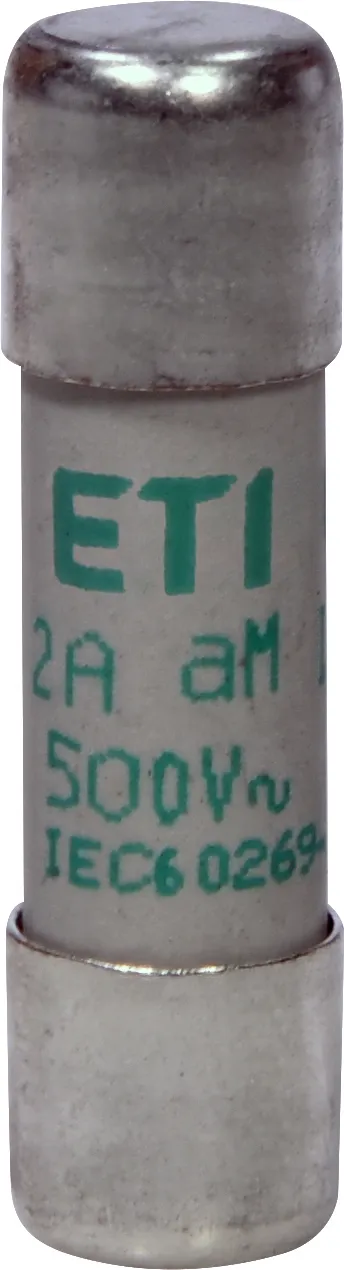 ETI
2A aM
500V~
IEC60269-